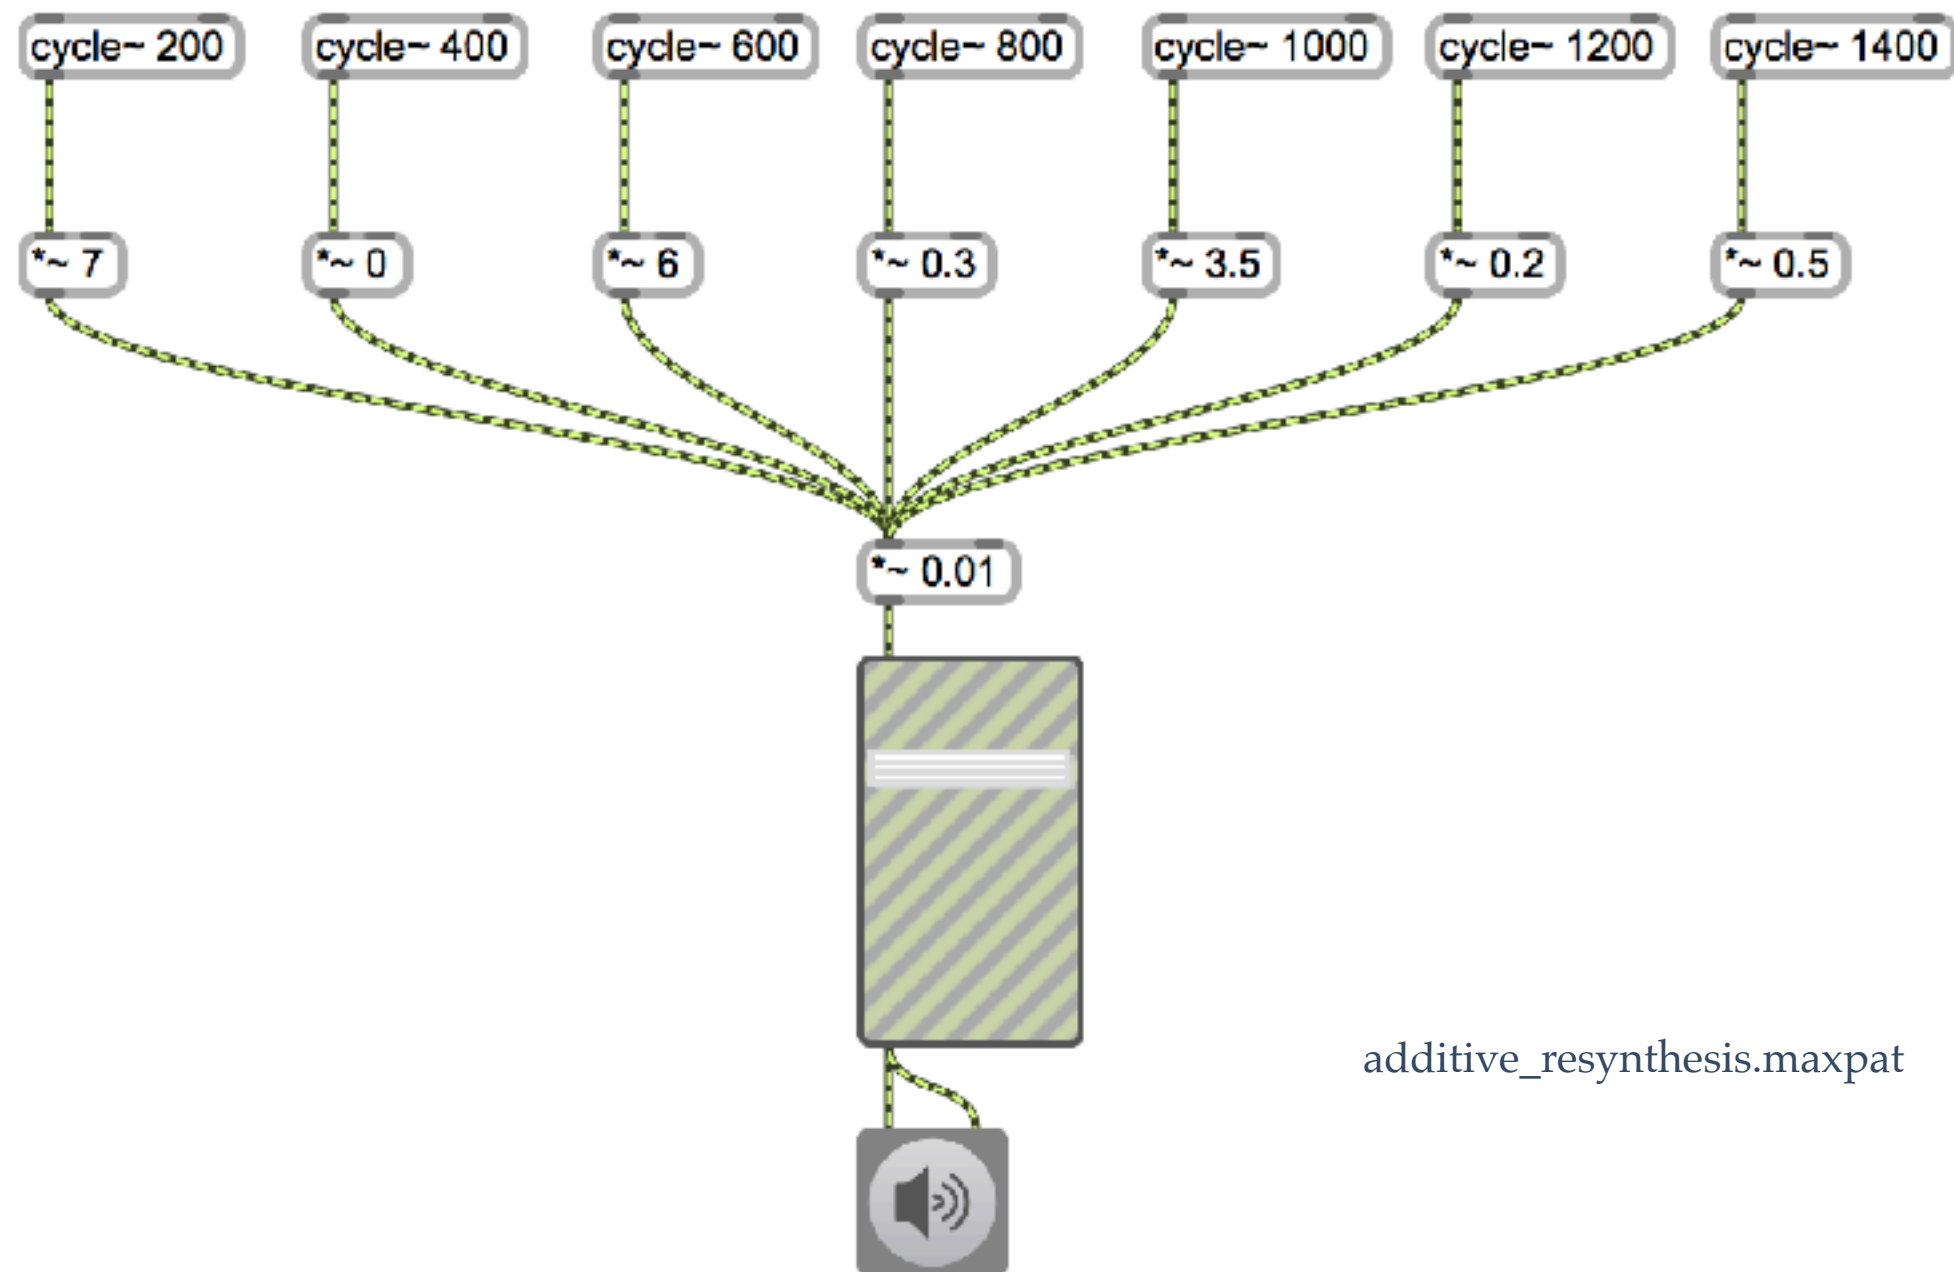 cycle~ 200 cycle~ 400 cycle~ 600 cycle~ 800 cycle~ 1000 cycle~ 1200 cycle~ 1400
*~ 7 *~ 0 *~ 6 *~ 0.3 *~ 3.5 *~ 0.2 *~ 0.5
*~ 0.01
additive_resynthesis.maxpat